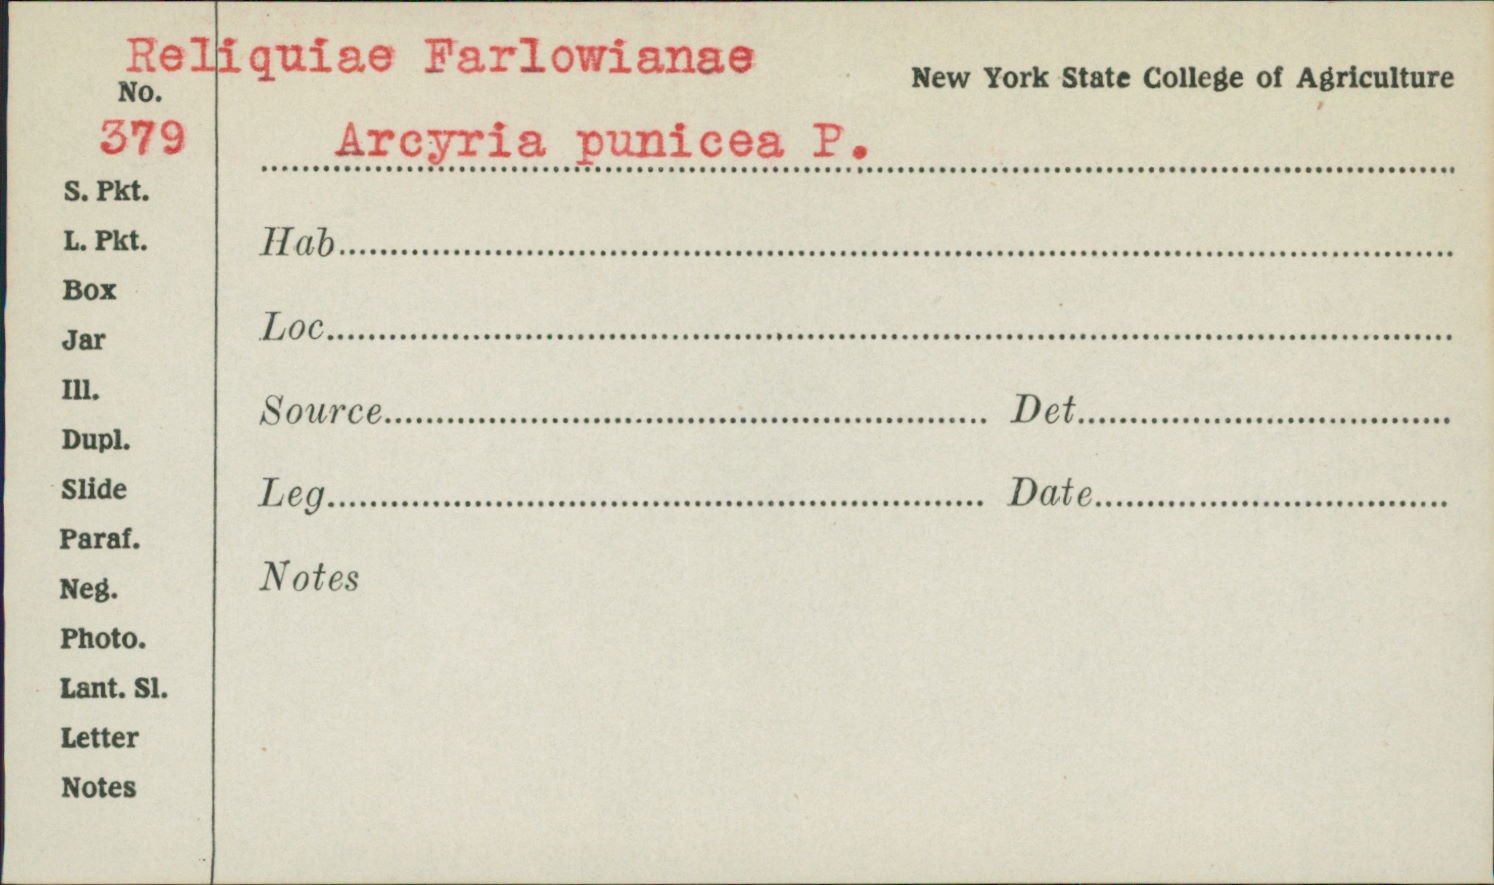 Reliquiae Farlowianae
New York State College of Agriculture
No.
379
Arcyria punicea P.
S. Pkt.
L. Pkt.
Box
Jar
Ill.
Dupl.
Slide
Paraf.
Neg.
Photo.
Lant. Sl.
Letter
Notes
Hab
Loc
Source Det
Leg Date
Notes